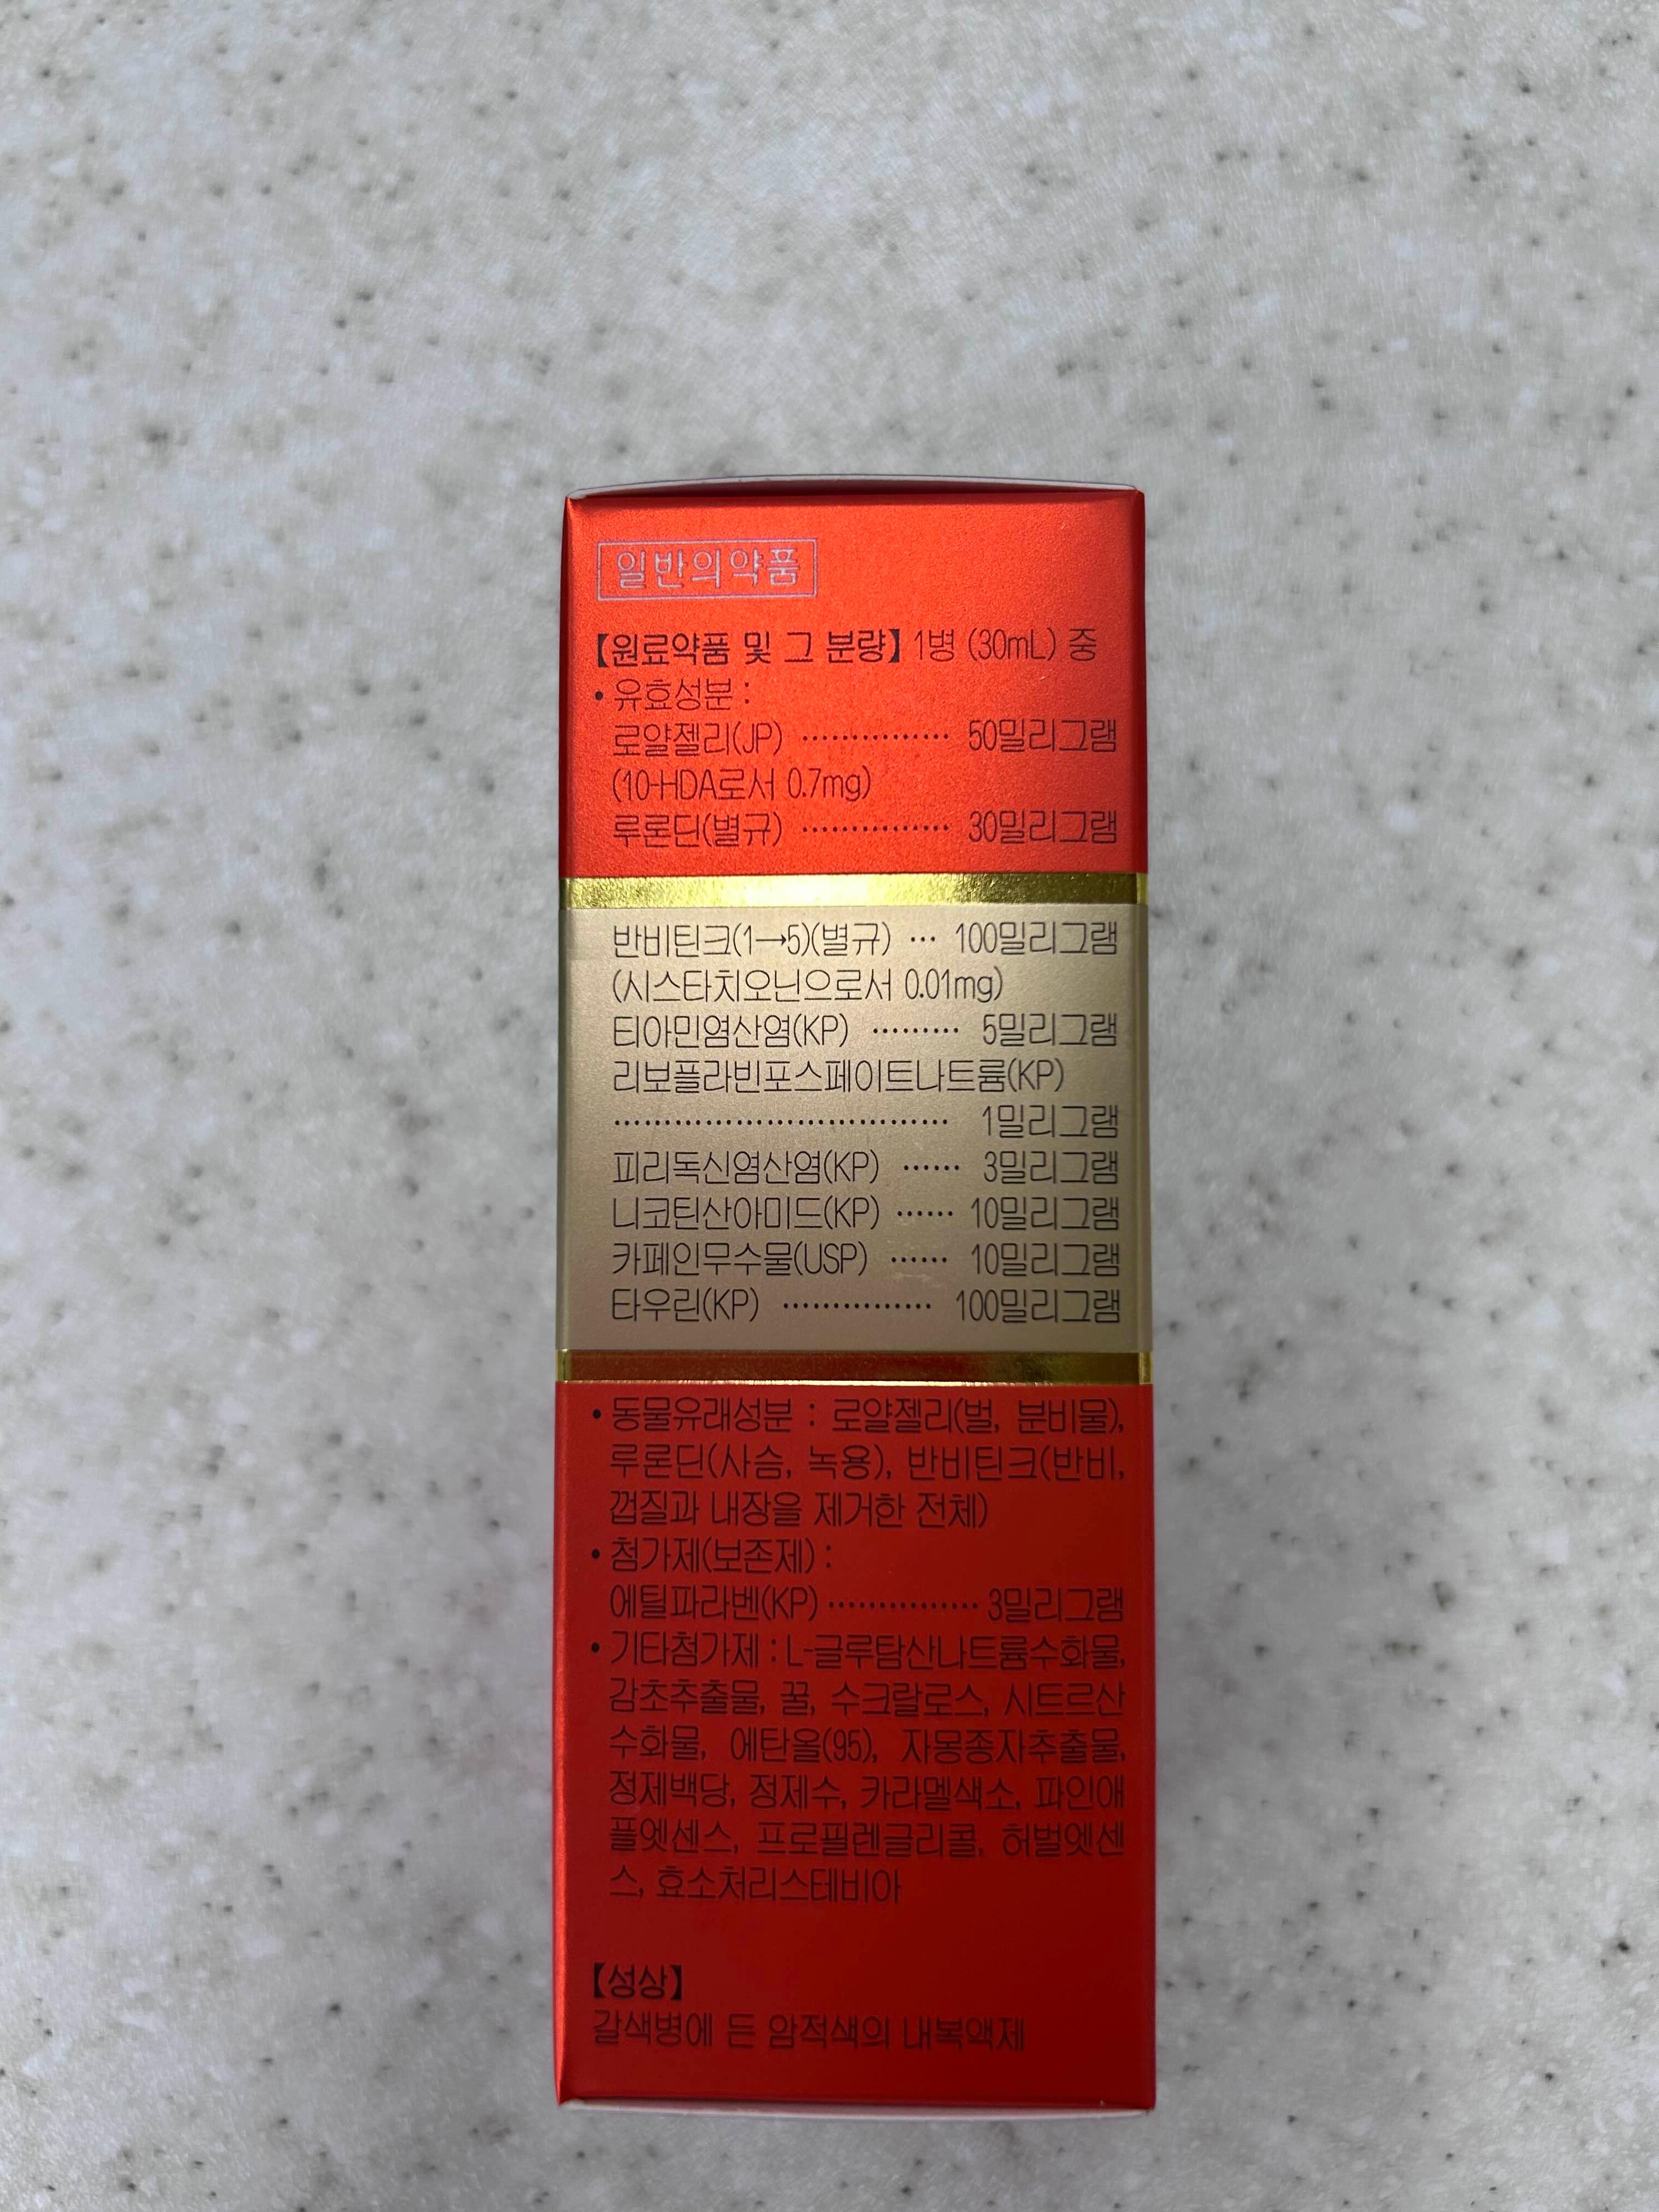 일반의약품
【원료약품 및 그 분량】 1병 (30mL) 중
• 유효성분 :
로얄젤리(JP) ··············· 50밀리그램
(10-HDA로서 0.7mg)
루론딘(별규) ··············· 30밀리그램
반비틴크(1→5)(별규) ··· 100밀리그램
(시스타치오닌으로서 0.01mg)
티아민염산염(KP) ········· 5밀리그램
리보플라빈포스페이트나트륨(KP)
································· 1밀리그램
피리독신염산염(KP) ······ 3밀리그램
니코틴산아미드(KP) ······ 10밀리그램
카페인무수물(USP) ······ 10밀리그램
타우린(KP) ··············· 100밀리그램
• 동물유래성분 : 로얄젤리(벌, 분비물),
루론딘(사슴, 녹용), 반비틴크(반비,
껍질과 내장을 제거한 전체)
• 첨가제(보존제) :
에틸파라벤(KP) ··············· 3밀리그램
• 기타첨가제 : L-글루탐산나트륨수화물,
감초추출물, 꿀, 수크랄로스, 시트르산
수화물, 에탄올(95), 자몽종자추출물,
정제백당, 정제수, 카라멜색소, 파인애
플엣센스, 프로필렌글리콜, 허벌엣센
스, 효소처리스테비아
【성상】
갈색병에 든 암적색의 내복액제